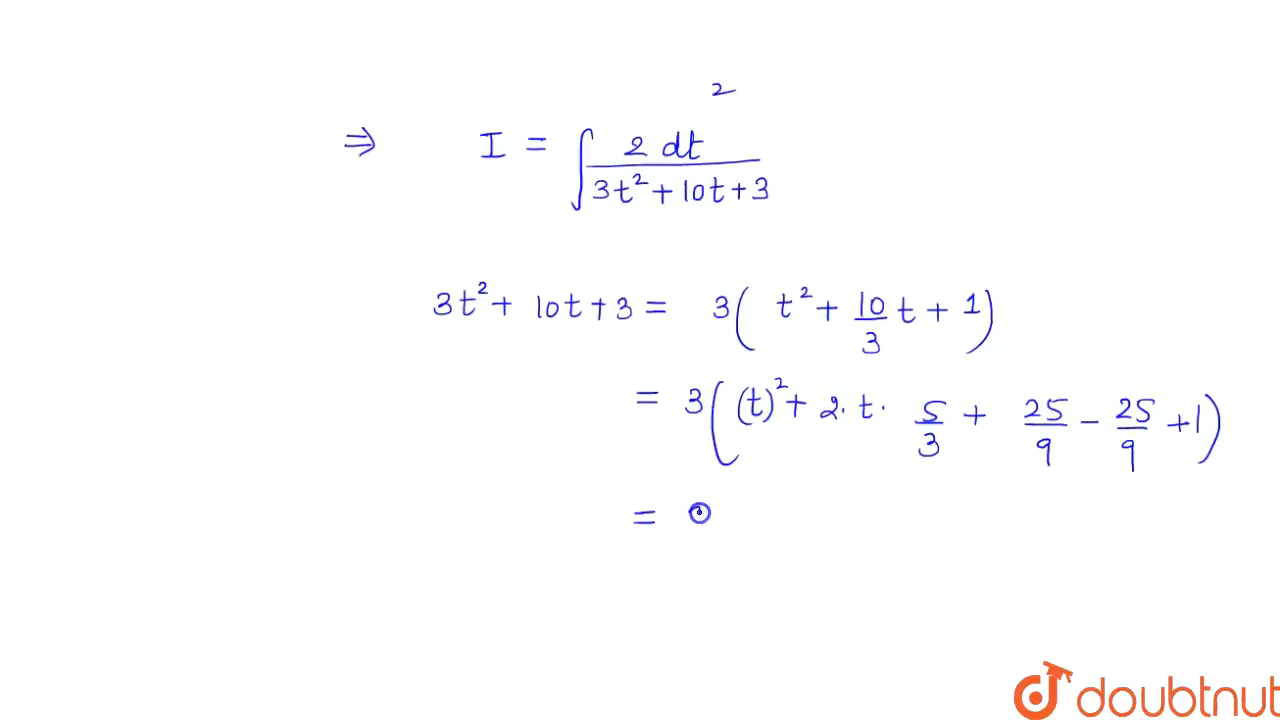 2
⇒ I = ∫ 2 dt / 3t² + 10t + 3
3t² + 10t + 3 = 3( t² + 10/3 t + 1)
= 3( (t)² + 2. t . 5/3 + 25/9 - 25/9 + 1)
=
doubtnut